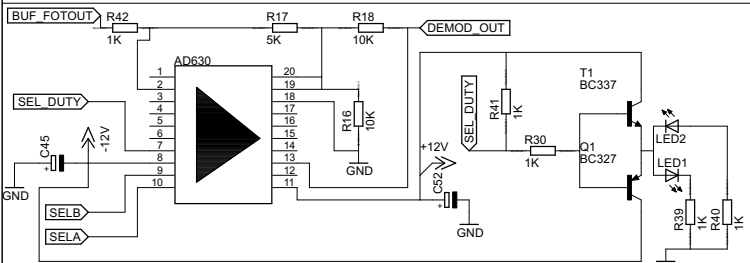 BUF_FOTOUT
R42
1K
R17
5K
R18
10K
DEMOD_OUT
AD630
1
2
3
4
5
6
7
8
9
10
20
19
18
17
16
15
14
13
12
11
SEL_DUTY
C45
+
-12V
GND
SELB
SELA
R16
10K
GND
+12V
C52
+
GND
SEL_DUTY
R41
1K
R30
1K
T1
BC337
Q1
BC327
LED2
LED1
R39
1K
R40
1K